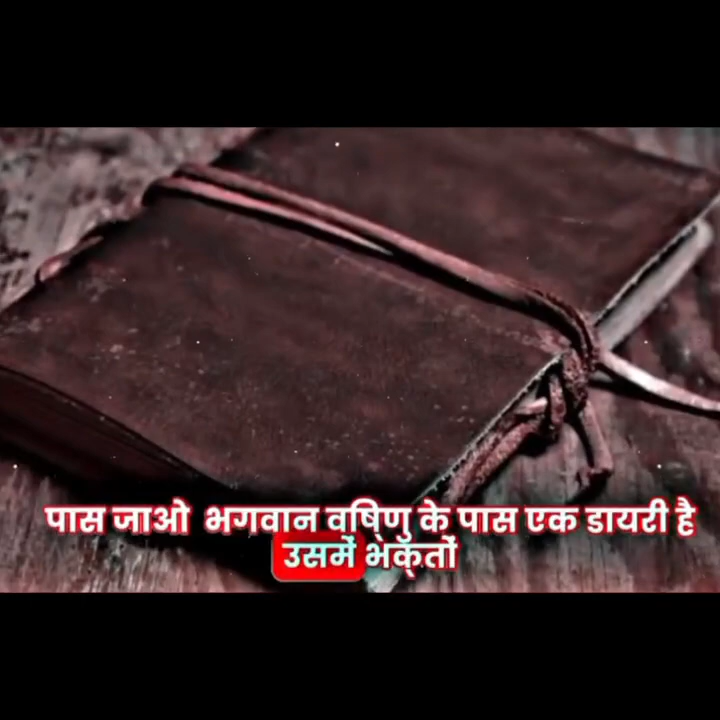 पास जाओ भगवान वषि्णु के पास एक डायरी है
उसमें भक्तों